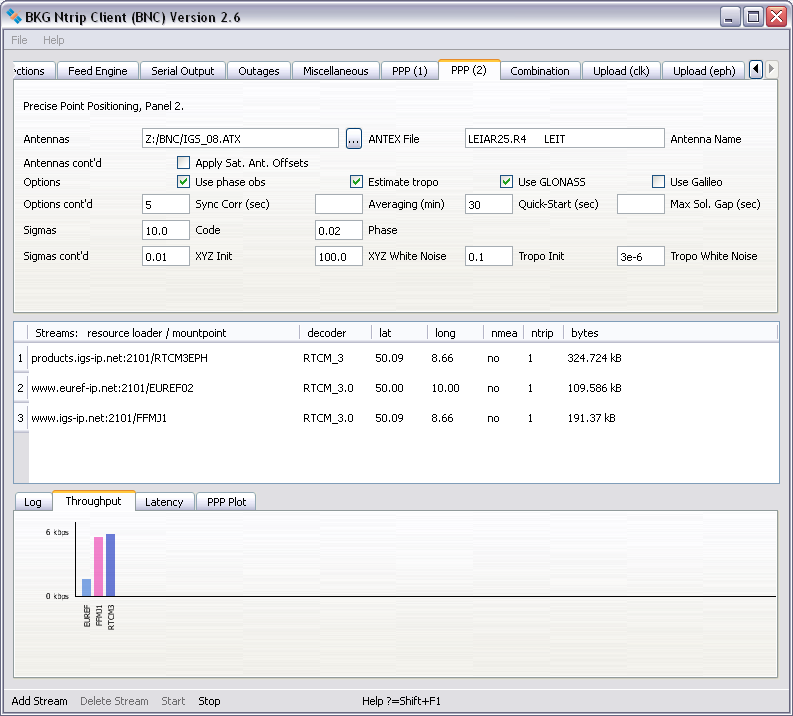 BKG Ntrip Client (BNC) Version 2.6
File Help
ctions Feed Engine Serial Output Outages Miscellaneous PPP (1) PPP (2) Combination Upload (clk) Upload (eph)
Precise Point Positioning, Panel 2.
Antennas Z:/BNC/IGS_08.ATX ... ANTEX File LEIAR25.R4 LEIT Antenna Name
Antennas cont'd Apply Sat. Ant. Offsets
Options Use phase obs Estimate tropo Use GLONASS Use Galileo
Options cont'd 5 Sync Corr (sec) Averaging (min) 30 Quick-Start (sec) Max Sol. Gap (sec)
Sigmas 10.0 Code 0.02 Phase
Sigmas cont'd 0.01 XYZ Init 100.0 XYZ White Noise 0.1 Tropo Init 3e-6 Tropo White Noise
Streams: resource loader / mountpoint decoder lat long nmea ntrip bytes
1 products.igs-ip.net:2101/RTCM3EPH RTCM_3 50.09 8.66 no 1 324.724 kB
2 www.euref-ip.net:2101/EUREF02 RTCM_3.0 50.00 10.00 no 1 109.586 kB
3 www.igs-ip.net:2101/FFMJ1 RTCM_3.0 50.09 8.66 no 1 191.37 kB
Log Throughput Latency PPP Plot
6 kbps
0 kbps
EUREF
FFMJ1
RTCM3
Add Stream Delete Stream Start Stop Help ?=Shift+F1